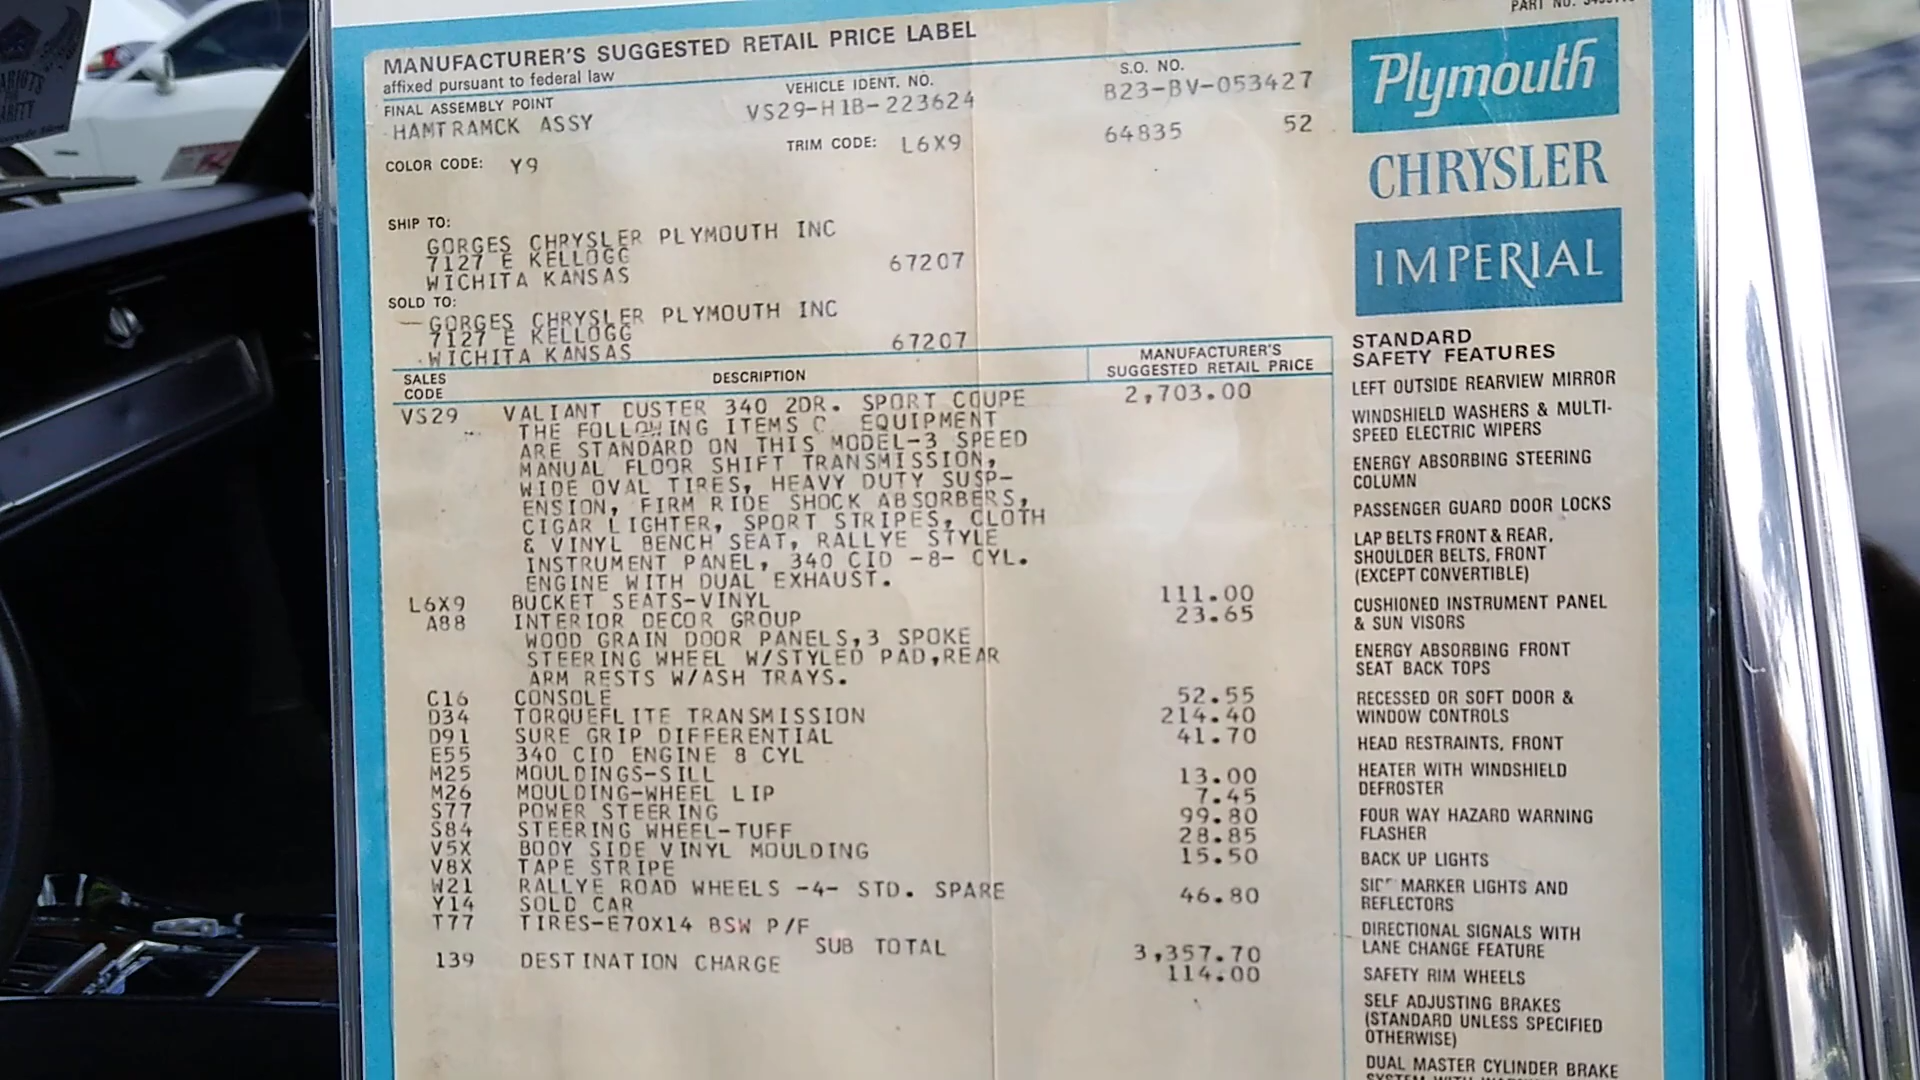 PART NO.
MANUFACTURER'S SUGGESTED RETAIL PRICE LABEL
affixed pursuant to federal law
FINAL ASSEMBLY POINT
HAMTRAMCK ASSY
VEHICLE IDENT. NO.
VS29-H1B-223624
S.O. NO.
B23-BV-053427
COLOR CODE: Y9
TRIM CODE: L6X9
64835 52
SHIP TO:
GORGES CHRYSLER PLYMOUTH INC
7127 E KELLOGG
WICHITA KANSAS 67207
SOLD TO:
GORGES CHRYSLER PLYMOUTH INC
7127 E KELLOGG
WICHITA KANSAS 67207
SALES CODE DESCRIPTION MANUFACTURER'S SUGGESTED RETAIL PRICE
VS29 VALIANT DUSTER 340 2DR. SPORT COUPE 2,703.00
THE FOLLOWING ITEMS O EQUIPMENT
ARE STANDARD ON THIS MODEL-3 SPEED
MANUAL FLOOR SHIFT TRANSMISSION,
WIDE OVAL TIRES, HEAVY DUTY SUSP-
ENSION, FIRM RIDE SHOCK ABSORBERS,
CIGAR LIGHTER, SPORT STRIPES, CLOTH
& VINYL BENCH SEAT, RALLYE STYLE
INSTRUMENT PANEL, 340 CID -8- CYL.
ENGINE WITH DUAL EXHAUST.
L6X9 BUCKET SEATS-VINYL 111.00
A88 INTERIOR DECOR GROUP 23.65
WOOD GRAIN DOOR PANELS,3 SPOKE
STEERING WHEEL W/STYLED PAD,REAR
ARM RESTS W/ASH TRAYS.
C16 CONSOLE 52.55
D34 TORQUEFLITE TRANSMISSION 214.40
D91 SURE GRIP DIFFERENTIAL 41.70
E55 340 CID ENGINE 8 CYL
M25 MOULDINGS-SILL 13.00
M26 MOULDING-WHEEL LIP 7.45
S77 POWER STEERING 99.80
S84 STEERING WHEEL-TUFF 28.85
V5X BODY SIDE VINYL MOULDING 15.50
V8X TAPE STRIPE
W21 RALLYE ROAD WHEELS -4- STD. SPARE 46.80
Y14 SOLD CAR
T77 TIRES-E70X14 BSW P/F
SUB TOTAL 3,357.70
139 DESTINATION CHARGE 114.00
Plymouth
CHRYSLER
IMPERIAL
STANDARD
SAFETY FEATURES
LEFT OUTSIDE REARVIEW MIRROR
WINDSHIELD WASHERS & MULTI-
SPEED ELECTRIC WIPERS
ENERGY ABSORBING STEERING
COLUMN
PASSENGER GUARD DOOR LOCKS
LAP BELTS FRONT & REAR,
SHOULDER BELTS, FRONT
(EXCEPT CONVERTIBLE)
CUSHIONED INSTRUMENT PANEL
& SUN VISORS
ENERGY ABSORBING FRONT
SEAT BACK TOPS
RECESSED OR SOFT DOOR &
WINDOW CONTROLS
HEAD RESTRAINTS, FRONT
HEATER WITH WINDSHIELD
DEFROSTER
FOUR WAY HAZARD WARNING
FLASHER
BACK UP LIGHTS
SIDE MARKER LIGHTS AND
REFLECTORS
DIRECTIONAL SIGNALS WITH
LANE CHANGE FEATURE
SAFETY RIM WHEELS
SELF ADJUSTING BRAKES
(STANDARD UNLESS SPECIFIED
OTHERWISE)
DUAL MASTER CYLINDER BRAKE
SYSTEM WITH